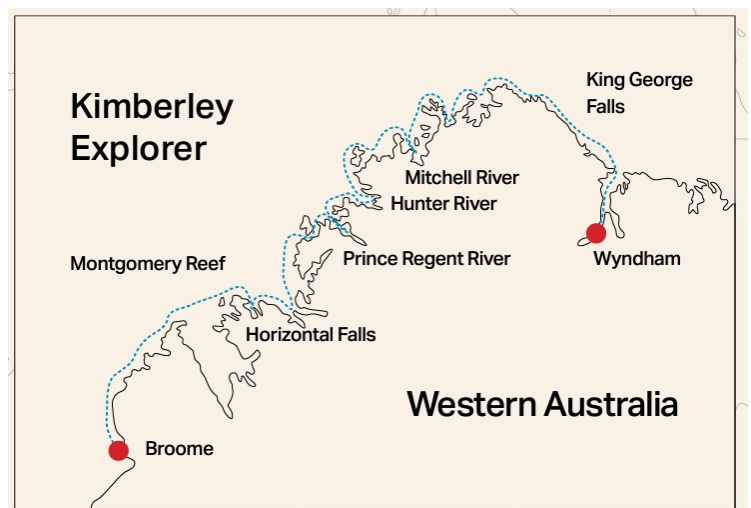 Kimberley
Explorer
King George
Falls
Mitchell River
Hunter River
Prince Regent River
Wyndham
Montgomery Reef
Horizontal Falls
Western Australia
Broome